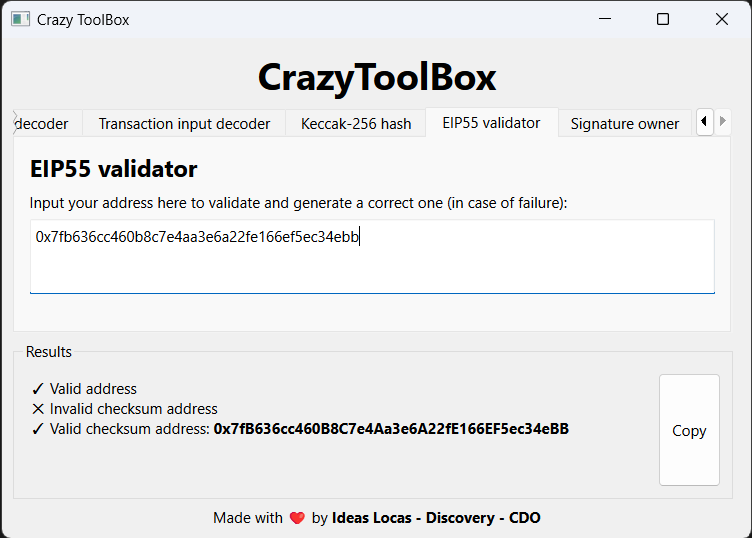 Crazy ToolBox
CrazyToolBox
decoder
Transaction input decoder
Keccak-256 hash
EIP55 validator
Signature owner
EIP55 validator
Input your address here to validate and generate a correct one (in case of failure):
0x7fb636cc460b8c7e4aa3e6a22fe166ef5ec34ebb
Results
✓ Valid address
✕ Invalid checksum address
✓ Valid checksum address: 0x7fB636cc460B8C7e4Aa3e6A22fE166EF5ec34eBB
Copy
Made with ❤ by Ideas Locas - Discovery - CDO